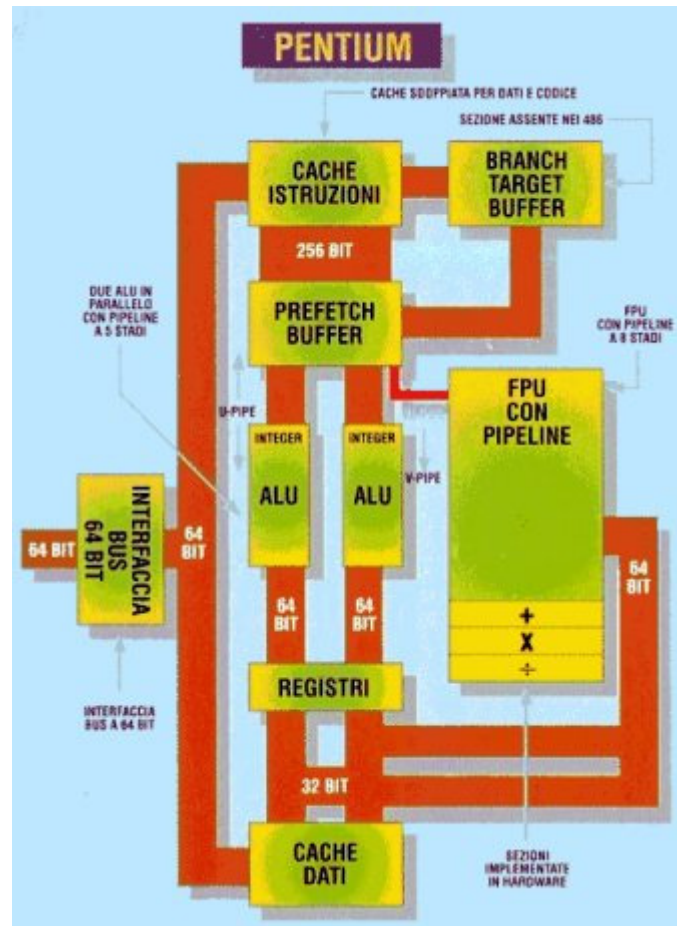 PENTIUM
CACHE SDOPPIATA PER DATI E CODICE
SEZIONE ASSENTE NEI 486
CACHE
ISTRUZIONI
BRANCH
TARGET
BUFFER
256 BIT
DUE ALU IN
PARALLELO
CON PIPELINE
A 5 STADI
PREFETCH
BUFFER
FPU
CON PIPELINE
A 8 STADI
U-PIPE
INTEGER
ALU
INTEGER
ALU
V-PIPE
FPU
CON
PIPELINE
64 BIT
INTERFACCIA
BUS
64 BIT
64
BIT
64
BIT
64
BIT
64
BIT
+
X
÷
REGISTRI
INTERFACCIA
BUS A 64 BIT
32 BIT
CACHE
DATI
SEZIONI
IMPLEMENTATE
IN HARDWARE